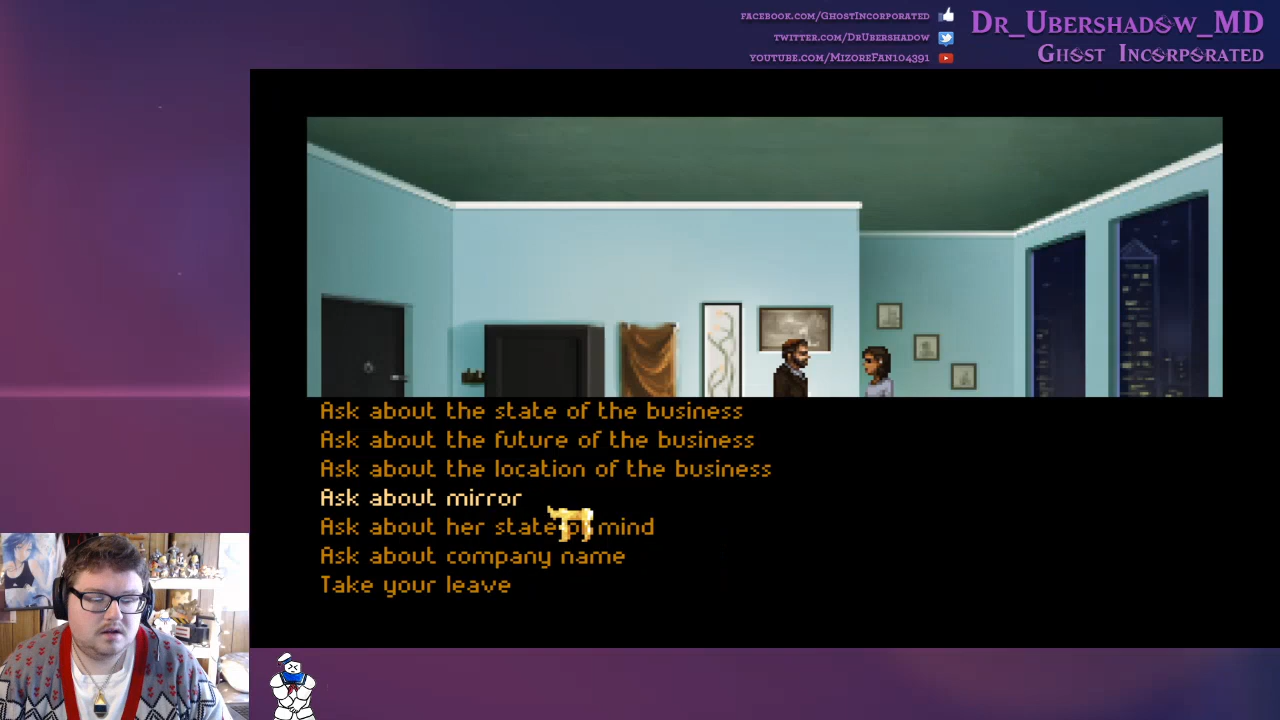 FACEBOOK.COM/GHOSTINCORPORATED
TWITTER.COM/DRUBERSHADOW
YOUTUBE.COM/MIZOREFAN104391
DR_UBERSHADOW_MD
GHOST INCORPORATED
Ask about the state of the business
Ask about the future of the business
Ask about the location of the business
Ask about mirror
Ask about her state of mind
Ask about company name
Take your leave